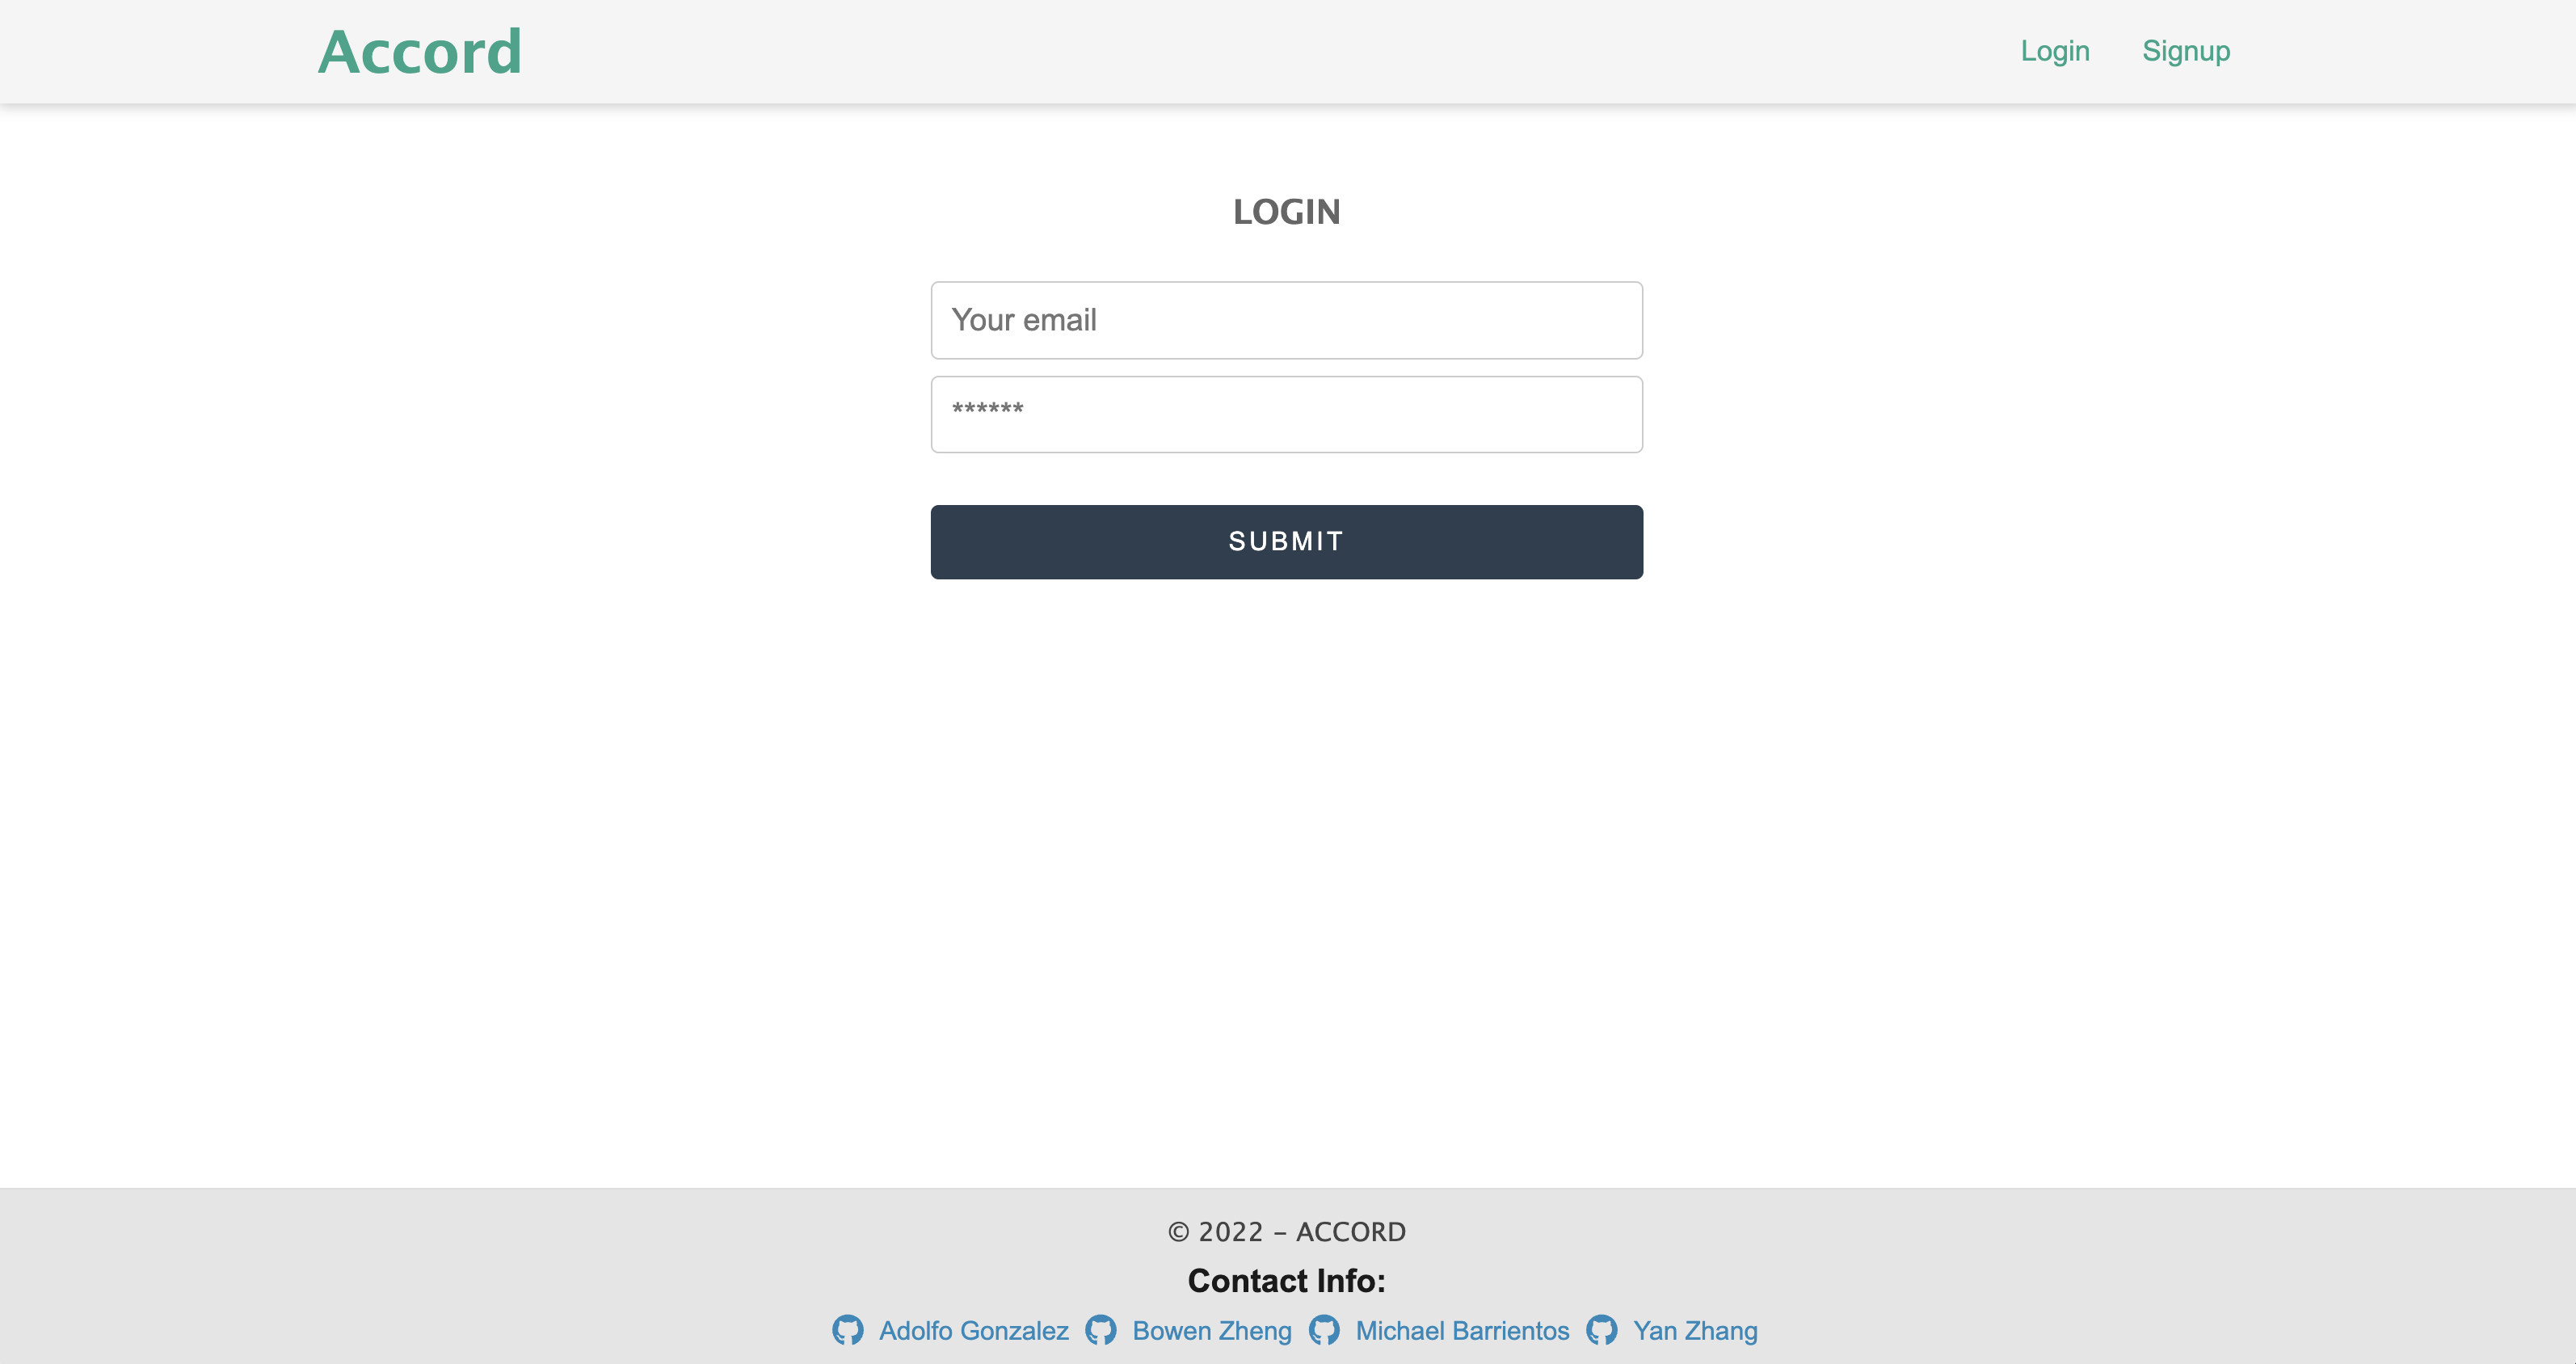 Accord
Login Signup
LOGIN
Your email
******
SUBMIT
© 2022 – ACCORD
Contact Info:
Adolfo Gonzalez Bowen Zheng Michael Barrientos Yan Zhang